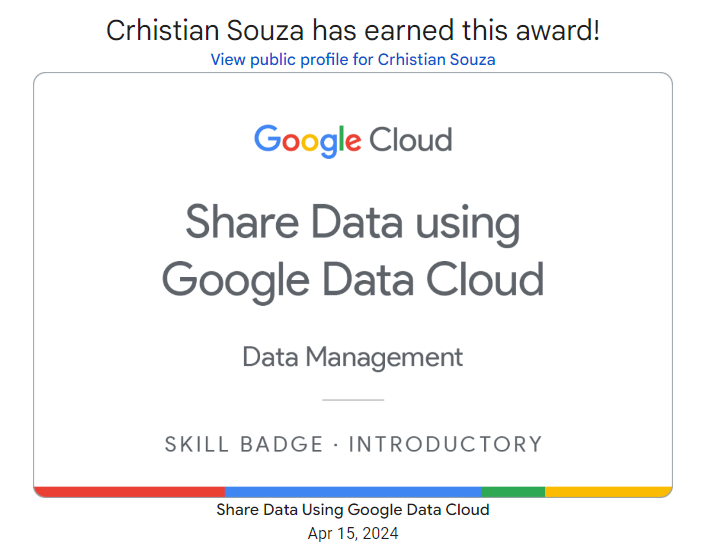 Crhistian Souza has earned this award!
View public profile for Crhistian Souza
Google Cloud
Share Data using
Google Data Cloud
Data Management
SKILL BADGE · INTRODUCTORY
Share Data Using Google Data Cloud
Apr 15, 2024